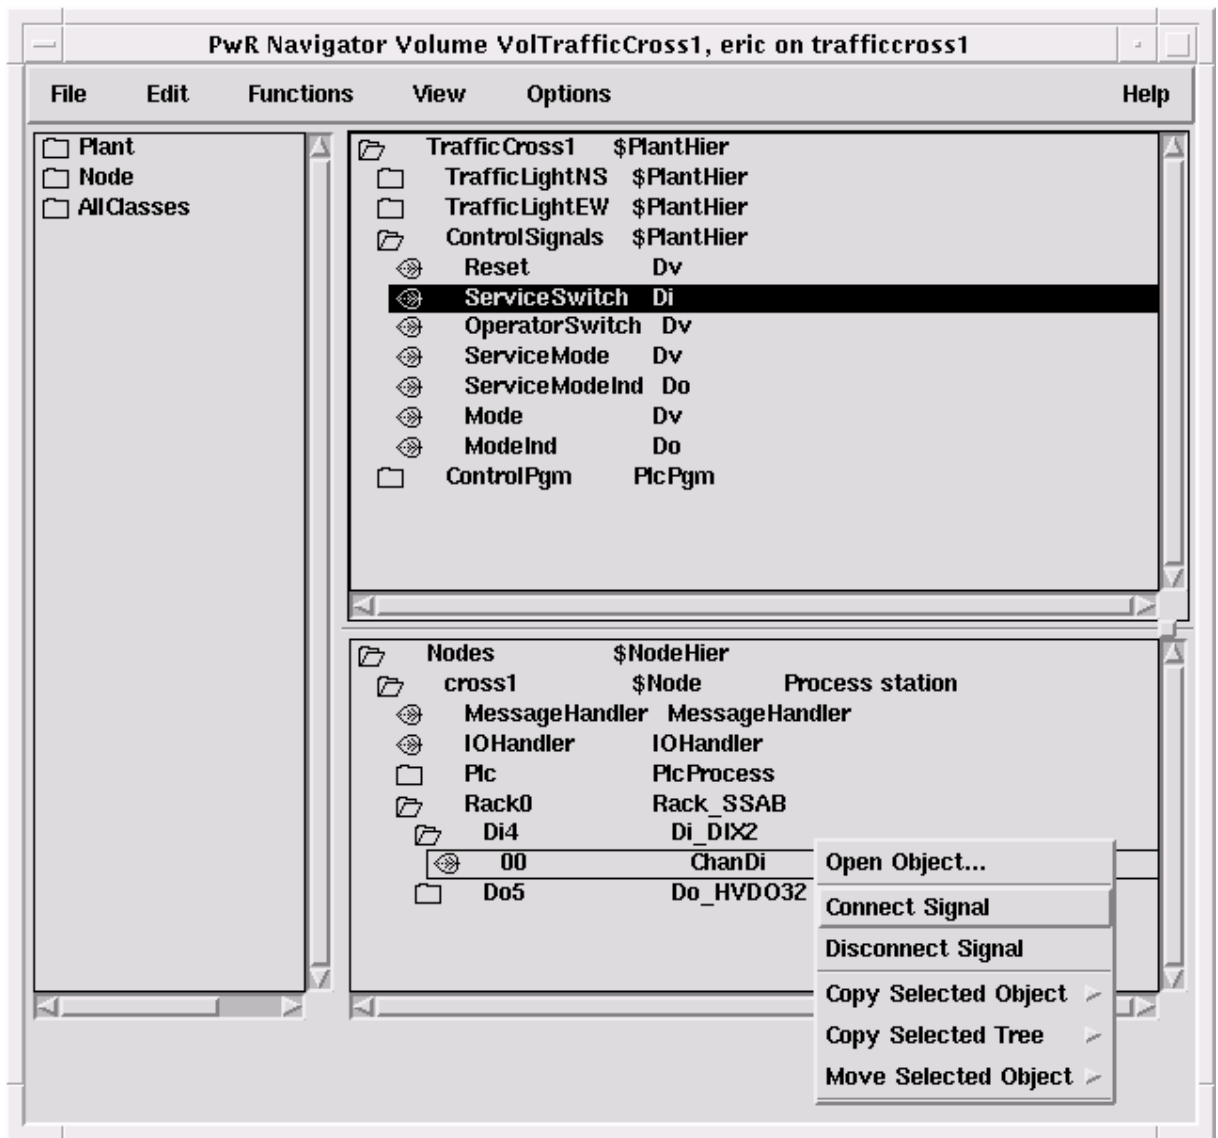 PwR Navigator Volume VolTrafficCross1, eric on trafficcross1
File Edit Functions View Options Help
Plant
Node
AllClasses
TrafficCross1 $PlantHier
TrafficLightNS $PlantHier
TrafficLightEW $PlantHier
ControlSignals $PlantHier
Reset Dv
ServiceSwitch Di
OperatorSwitch Dv
ServiceMode Dv
ServiceModeInd Do
Mode Dv
ModeInd Do
ControlPgm PlcPgm
Nodes $NodeHier
cross1 $Node Process station
MessageHandler MessageHandler
IOHandler IOHandler
Plc PlcProcess
Rack0 Rack_SSAB
Di4 Di_DIX2
00 ChanDi
Do5 Do_HVDO32
Open Object...
Connect Signal
Disconnect Signal
Copy Selected Object
Copy Selected Tree
Move Selected Object